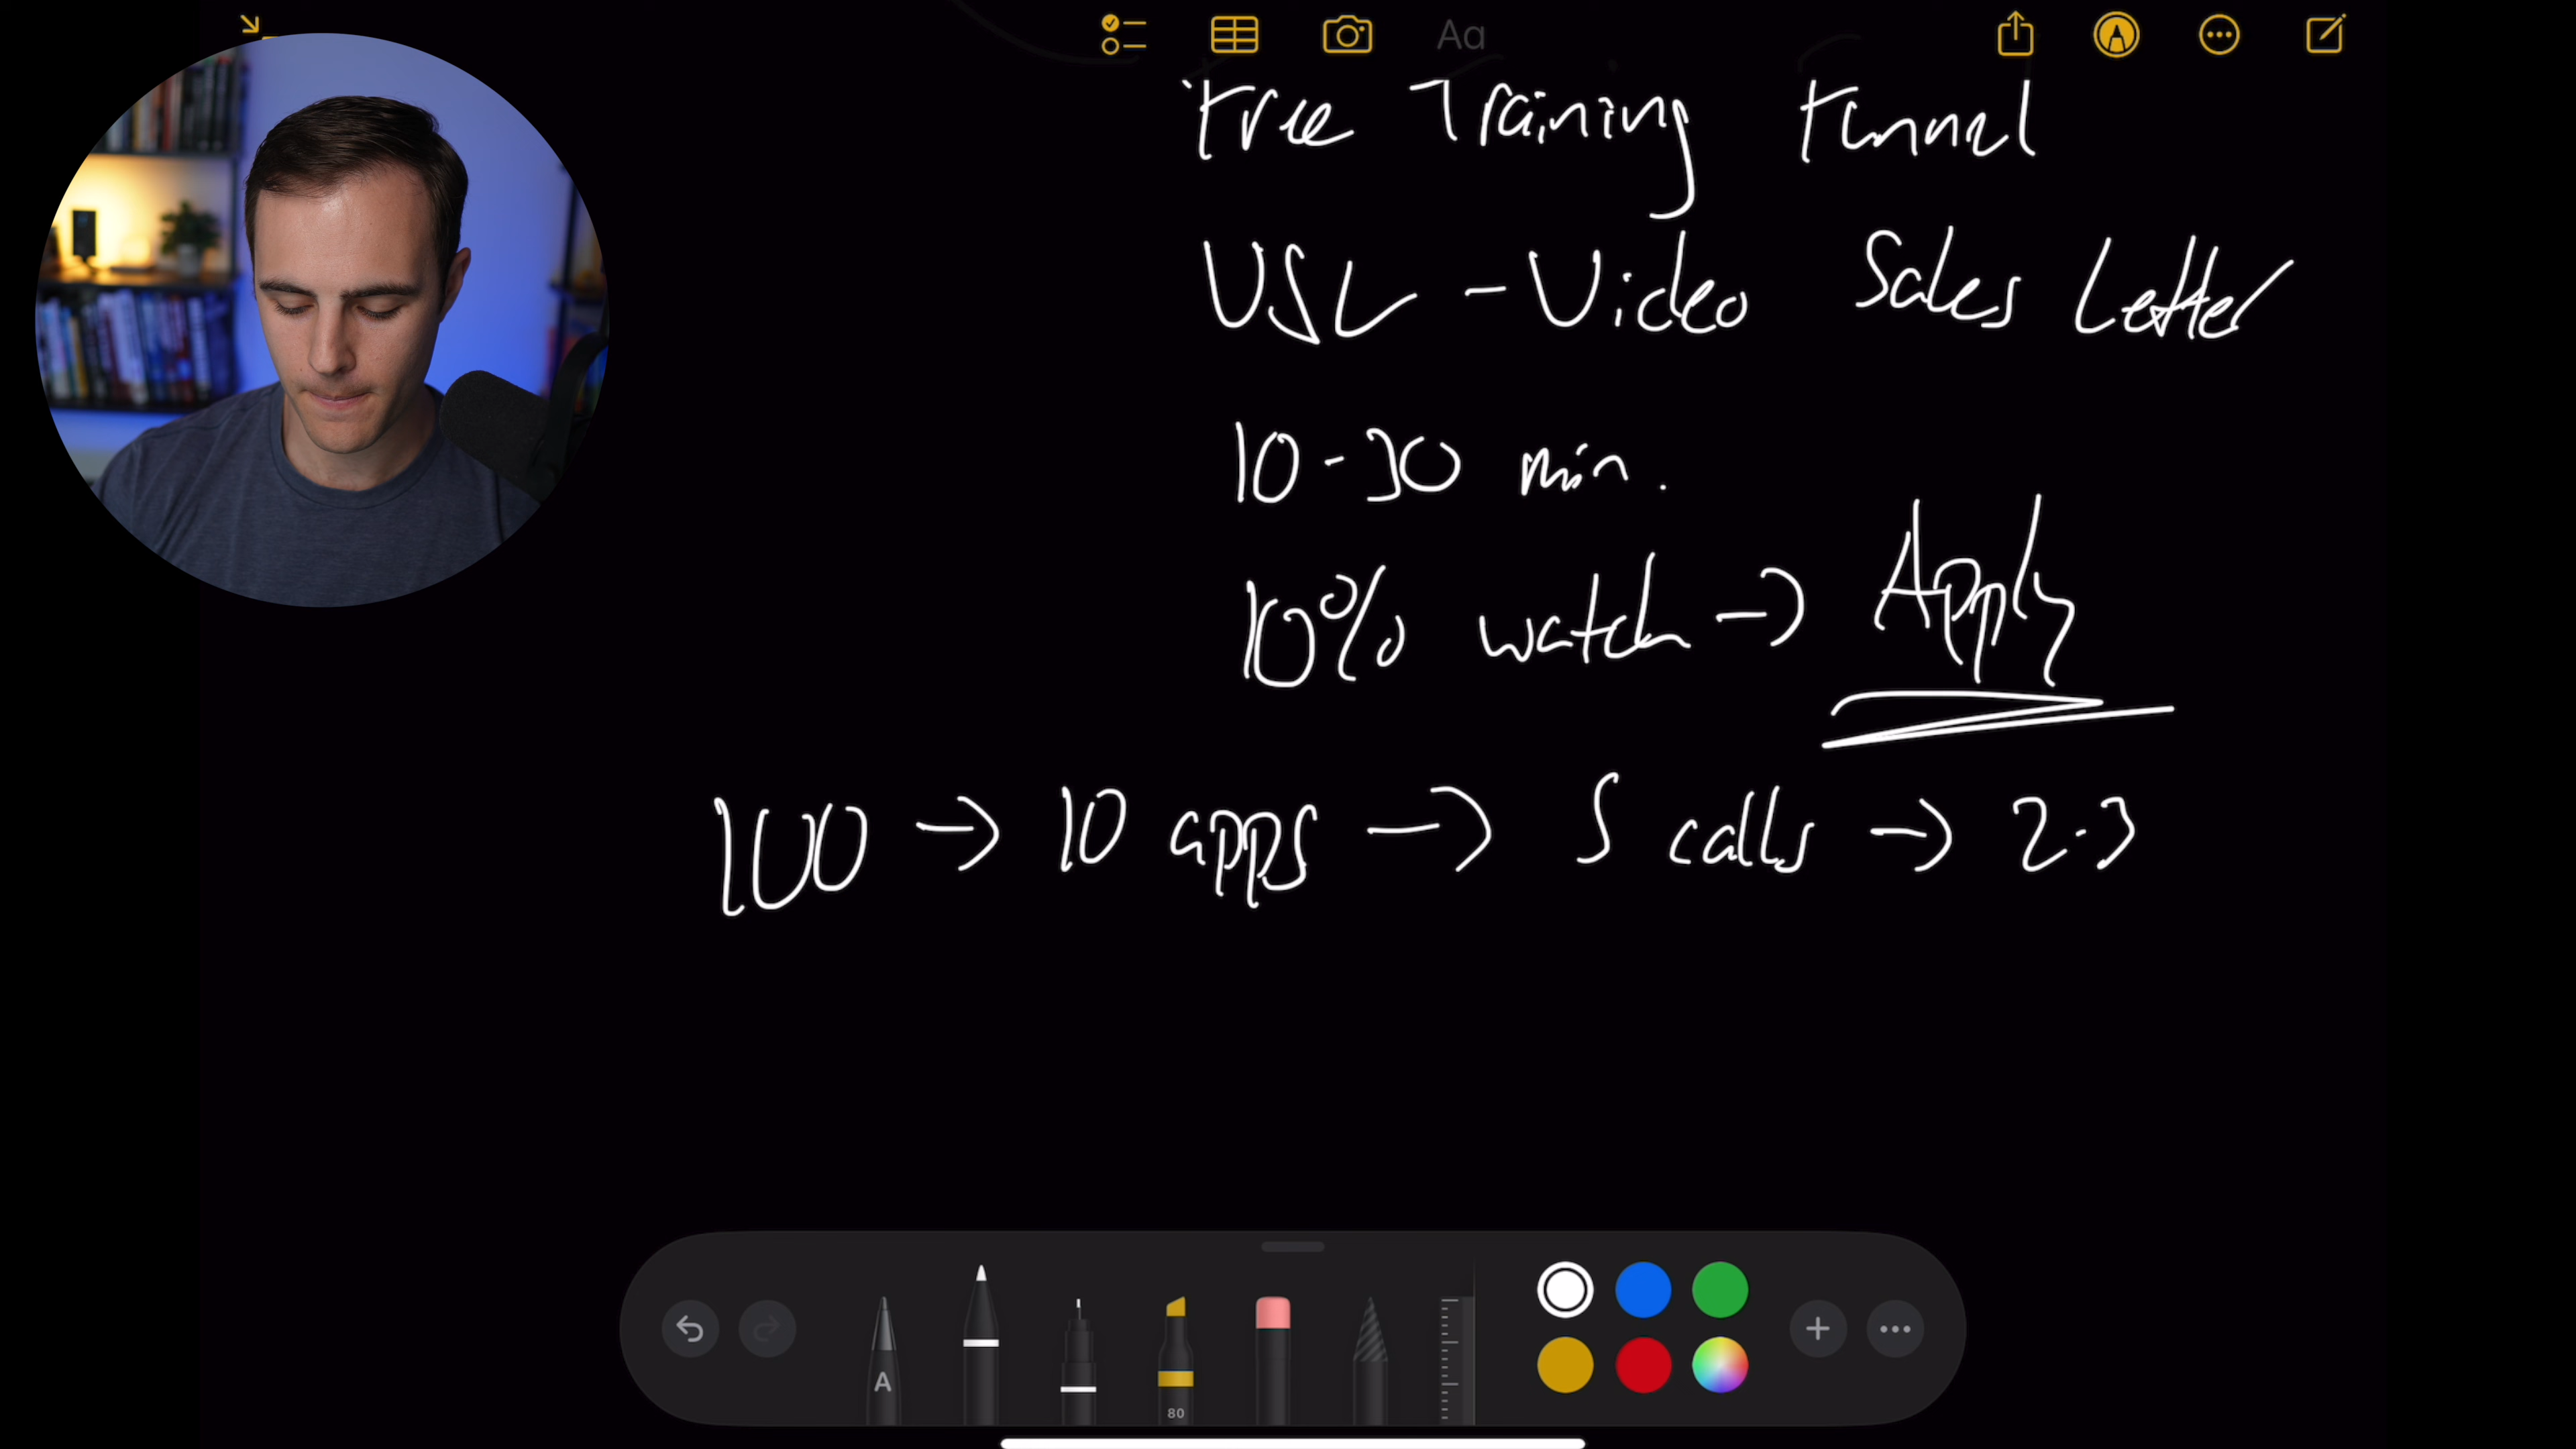 Aa
Free Training Funnel
VSL - Video Sales Letter
10-30 min.
10% watch -> Apply
100 -> 10 apps -> 5 calls -> 2-3
A
80